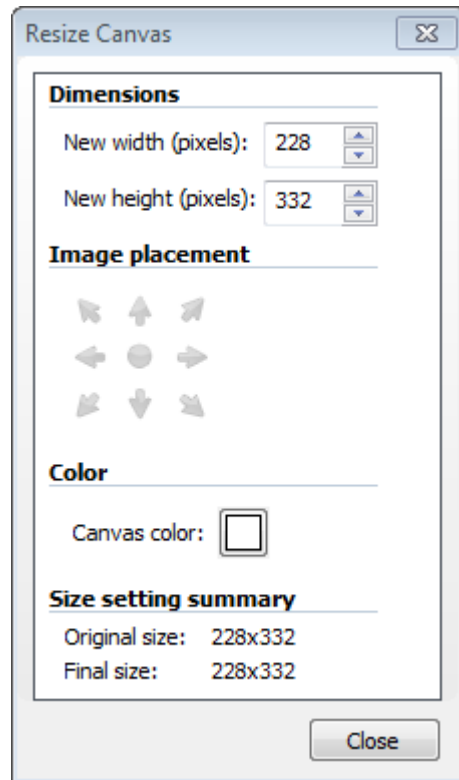 Resize Canvas
Dimensions
New width (pixels): 228
New height (pixels): 332
Image placement
Color
Canvas color:
Size setting summary
Original size: 228x332
Final size: 228x332
Close